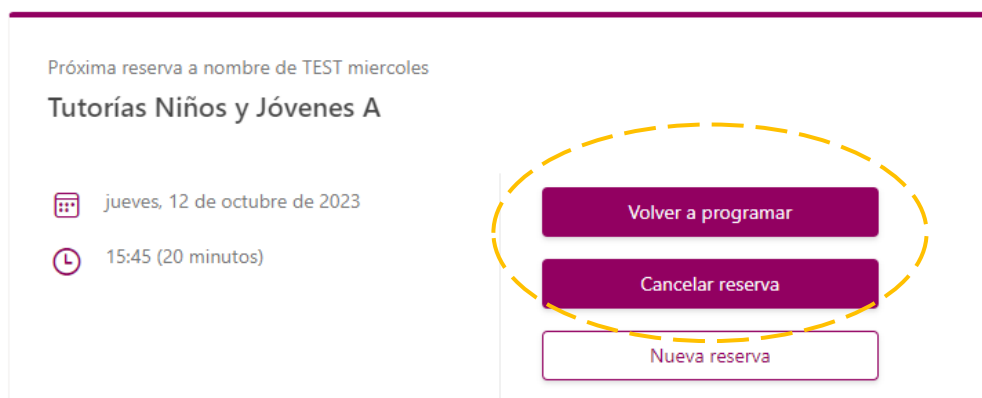 Próxima reserva a nombre de TEST miercoles
Tutorías Niños y Jóvenes A
jueves, 12 de octubre de 2023
15:45 (20 minutos)
Volver a programar
Cancelar reserva
Nueva reserva